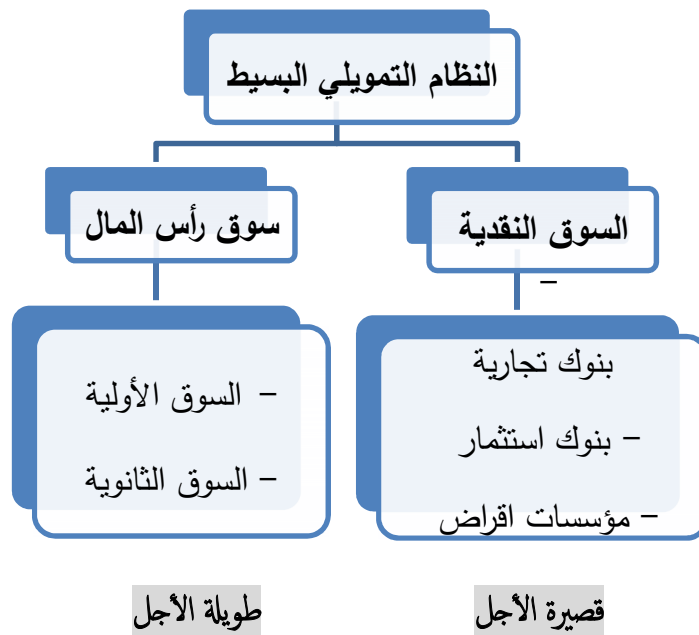 النظام التمويلي البسيط
السوق النقدية
–
بنوك تجارية
– بنوك استثمار
– مؤسسات اقراض
قصيرة الأجل
سوق رأس المال
– السوق الأولية
– السوق الثانوية
طويلة الأجل